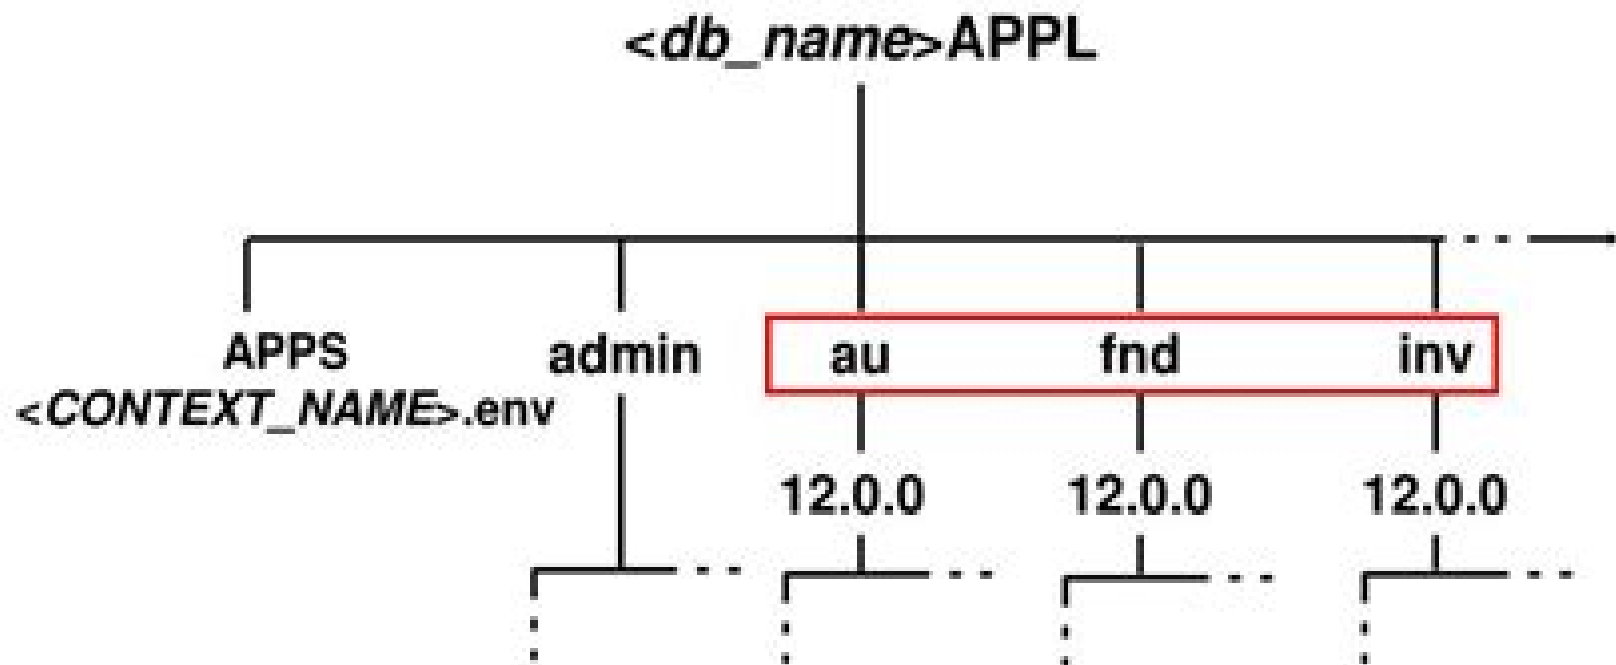 <db_name>APPL
APPS
<CONTEXT_NAME>.env
admin
au
fnd
inv
12.0.0
12.0.0
12.0.0